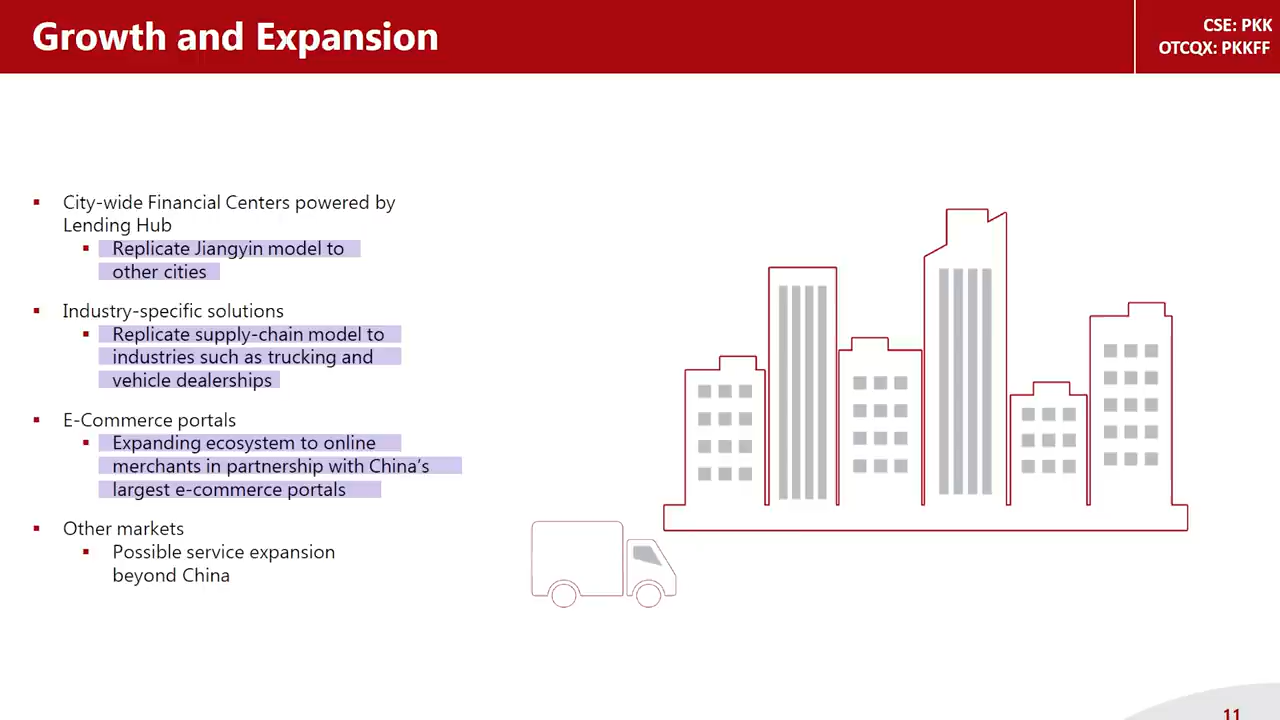 Growth and Expansion
CSE: PKK
OTCQX: PKKFF
City-wide Financial Centers powered by
Lending Hub
Replicate Jiangyin model to
other cities
Industry-specific solutions
Replicate supply-chain model to
industries such as trucking and
vehicle dealerships
E-Commerce portals
Expanding ecosystem to online
merchants in partnership with China’s
largest e-commerce portals
Other markets
Possible service expansion
beyond China
11